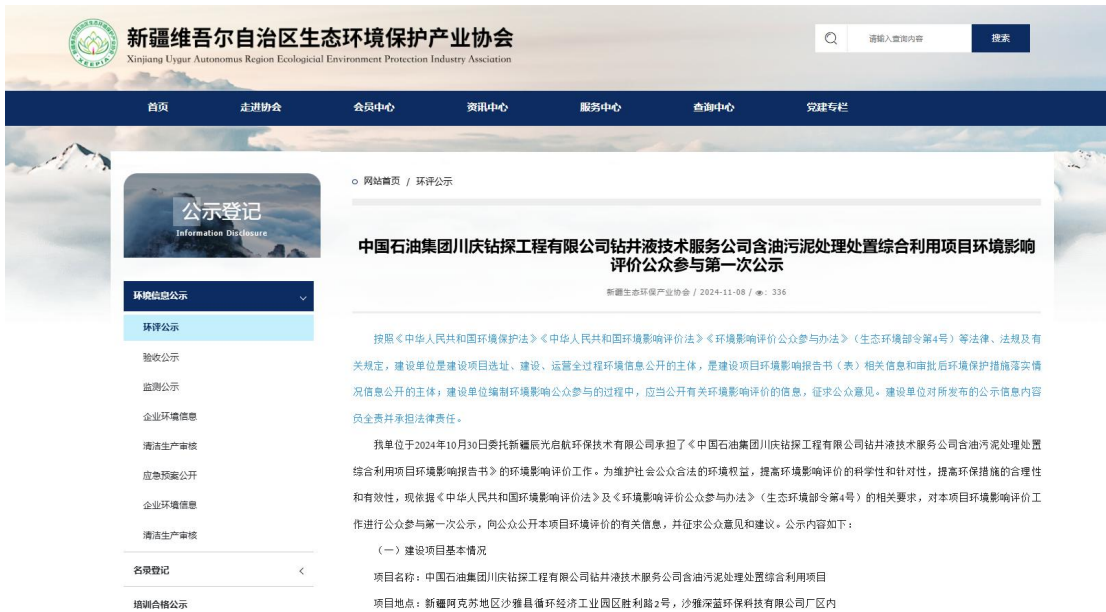 新疆维吾尔自治区生态环境保护产业协会
Xinjiang Uygur Autonomus Region Ecologicial Environment Protection Industry Assciation
XEEPIA
请输入查询内容
搜索
首页 走进协会 会员中心 资讯中心 服务中心 查询中心 党建专栏
公示登记
Information Disclosure
环境信息公示
环评公示
验收公示
监测公示
企业环境信息
清洁生产审核
应急预案公开
企业环境信息
清洁生产审核
名录登记
培训合格公示
网站首页 / 环评公示
中国石油集团川庆钻探工程有限公司钻井液技术服务公司含油污泥处理处置综合利用项目环境影响
评价公众参与第一次公示
新疆生态环保产业协会 / 2024-11-08 / : 336
按照《中华人民共和国环境保护法》《中华人民共和国环境影响评价法》《环境影响评价公众参与办法》（生态环境部令第4号）等法律、法规及有
关规定，建设单位是建设项目选址、建设、运营全过程环境信息公开的主体，是建设项目环境影响报告书（表）相关信息和审批后环境保护措施落实情
况信息公开的主体；建设单位编制环境影响公众参与的过程中，应当公开有关环境影响评价的信息，征求公众意见。建设单位对所发布的公示信息内容
负全责并承担法律责任。
我单位于2024年10月30日委托新疆辰光启航环保技术有限公司承担了《中国石油集团川庆钻探工程有限公司钻井液技术服务公司含油污泥处理处置
综合利用项目环境影响报告书》的环境影响评价工作。为维护社会公众合法的环境权益，提高环境影响评价的科学性和针对性，提高环保措施的合理性
和有效性，现依据《中华人民共和国环境影响评价法》及《环境影响评价公众参与办法》（生态环境部令第4号）的相关要求，对本项目环境影响评价工
作进行公众参与第一次公示，向公众公开本项目环境评价的有关信息，并征求公众意见和建议。公示内容如下：
（一）建设项目基本情况
项目名称：中国石油集团川庆钻探工程有限公司钻井液技术服务公司含油污泥处理处置综合利用项目
项目地点：新疆阿克苏地区沙雅县循环经济工业园区胜利路2号，沙雅深蓝环保科技有限公司厂区内